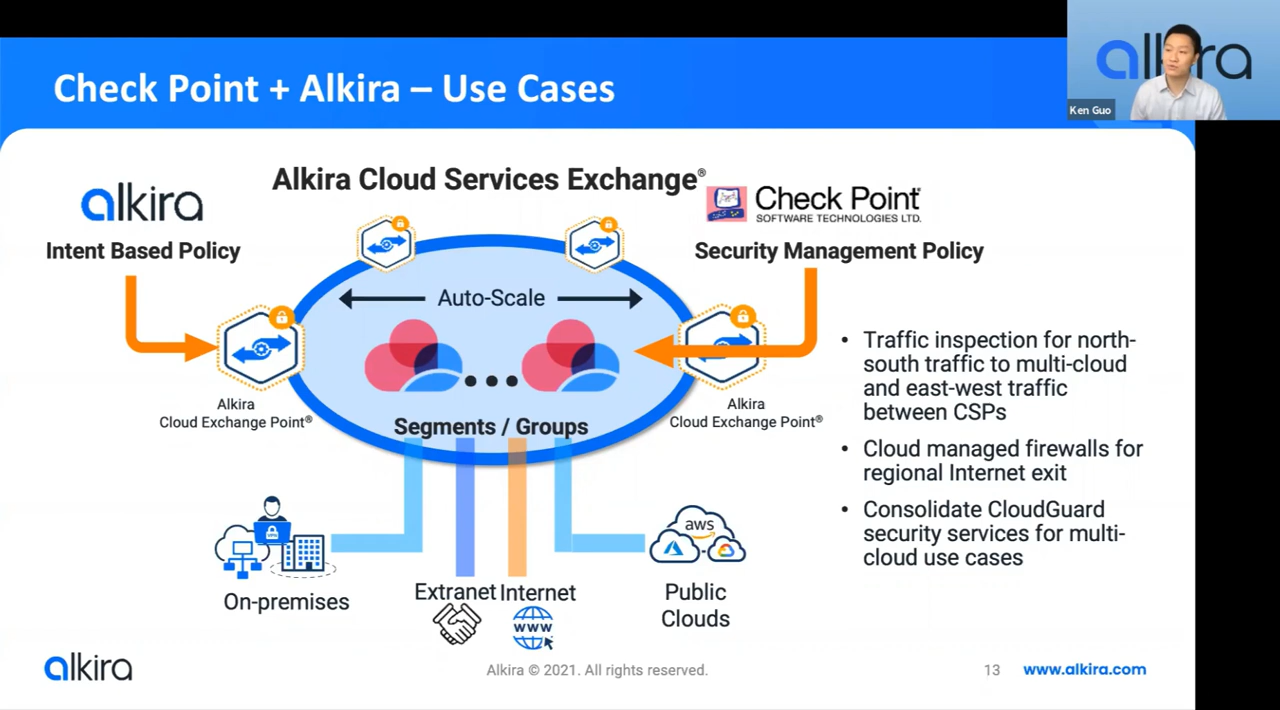 alkira
Ken Guo
Check Point + Alkira – Use Cases
Alkira Cloud Services Exchange®
alkira
Intent Based Policy
Check Point®
SOFTWARE TECHNOLOGIES LTD.
Security Management Policy
Auto-Scale
Segments / Groups
Alkira
Cloud Exchange Point®
Alkira
Cloud Exchange Point®
• Traffic inspection for north-
south traffic to multi-cloud
and east-west traffic
between CSPs
• Cloud managed firewalls for
regional Internet exit
• Consolidate CloudGuard
security services for multi-
cloud use cases
VPN
On-premises
Extranet
Internet
www
aws
Public
Clouds
alkira
Alkira © 2021. All rights reserved.
13
www.alkira.com